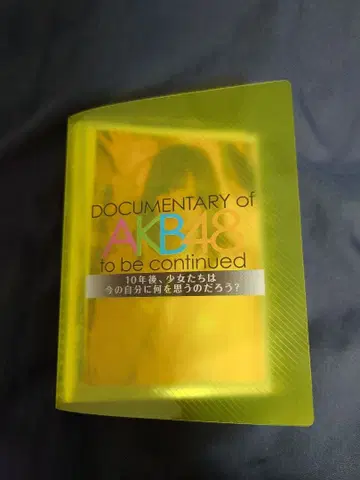 DOCUMENTARY of
AKB48
to be continued
10年後、少女たちは
今の自分に何を思うのだろう?